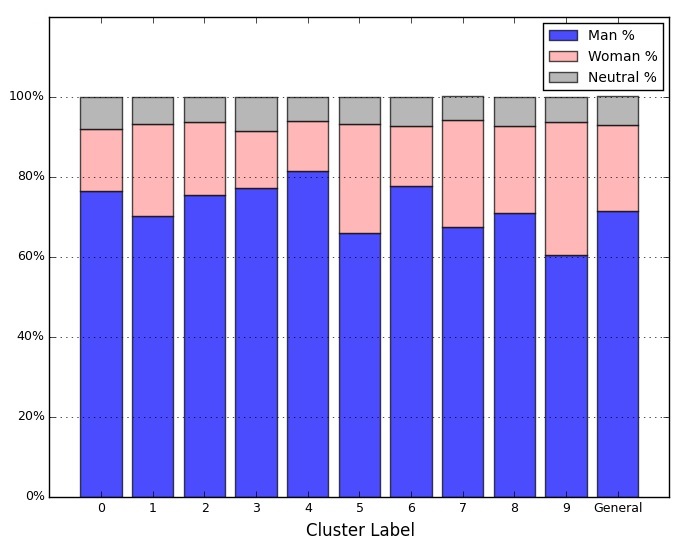 Man %
Woman %
Neutral %
100%
80%
60%
40%
20%
0%
0 1 2 3 4 5 6 7 8 9 General
Cluster Label